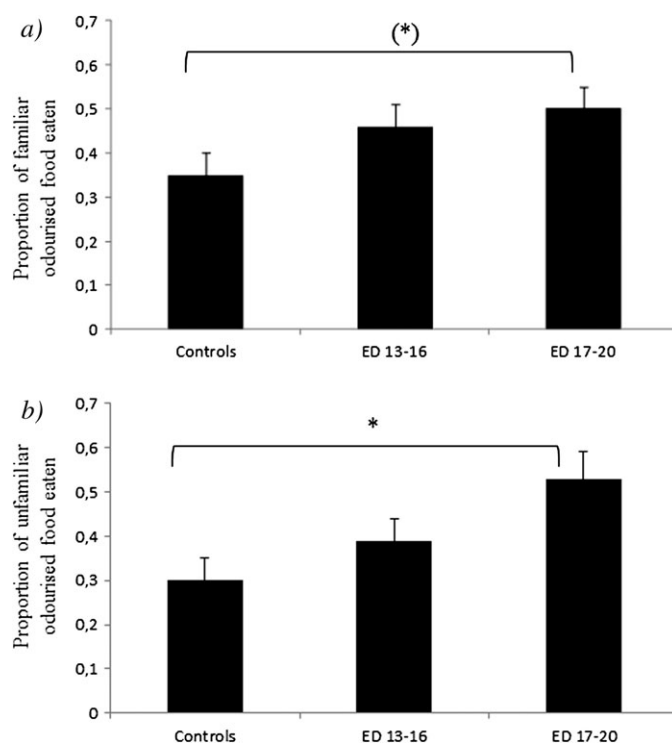 a)
(*)
Proportion of familiar
odourised food eaten
0,7
0,6
0,5
0,4
0,3
0,2
0,1
0
Controls
ED 13-16
ED 17-20
b)
*
Proportion of unfamiliar
odourised food eaten
0,7
0,6
0,5
0,4
0,3
0,2
0,1
0
Controls
ED 13-16
ED 17-20